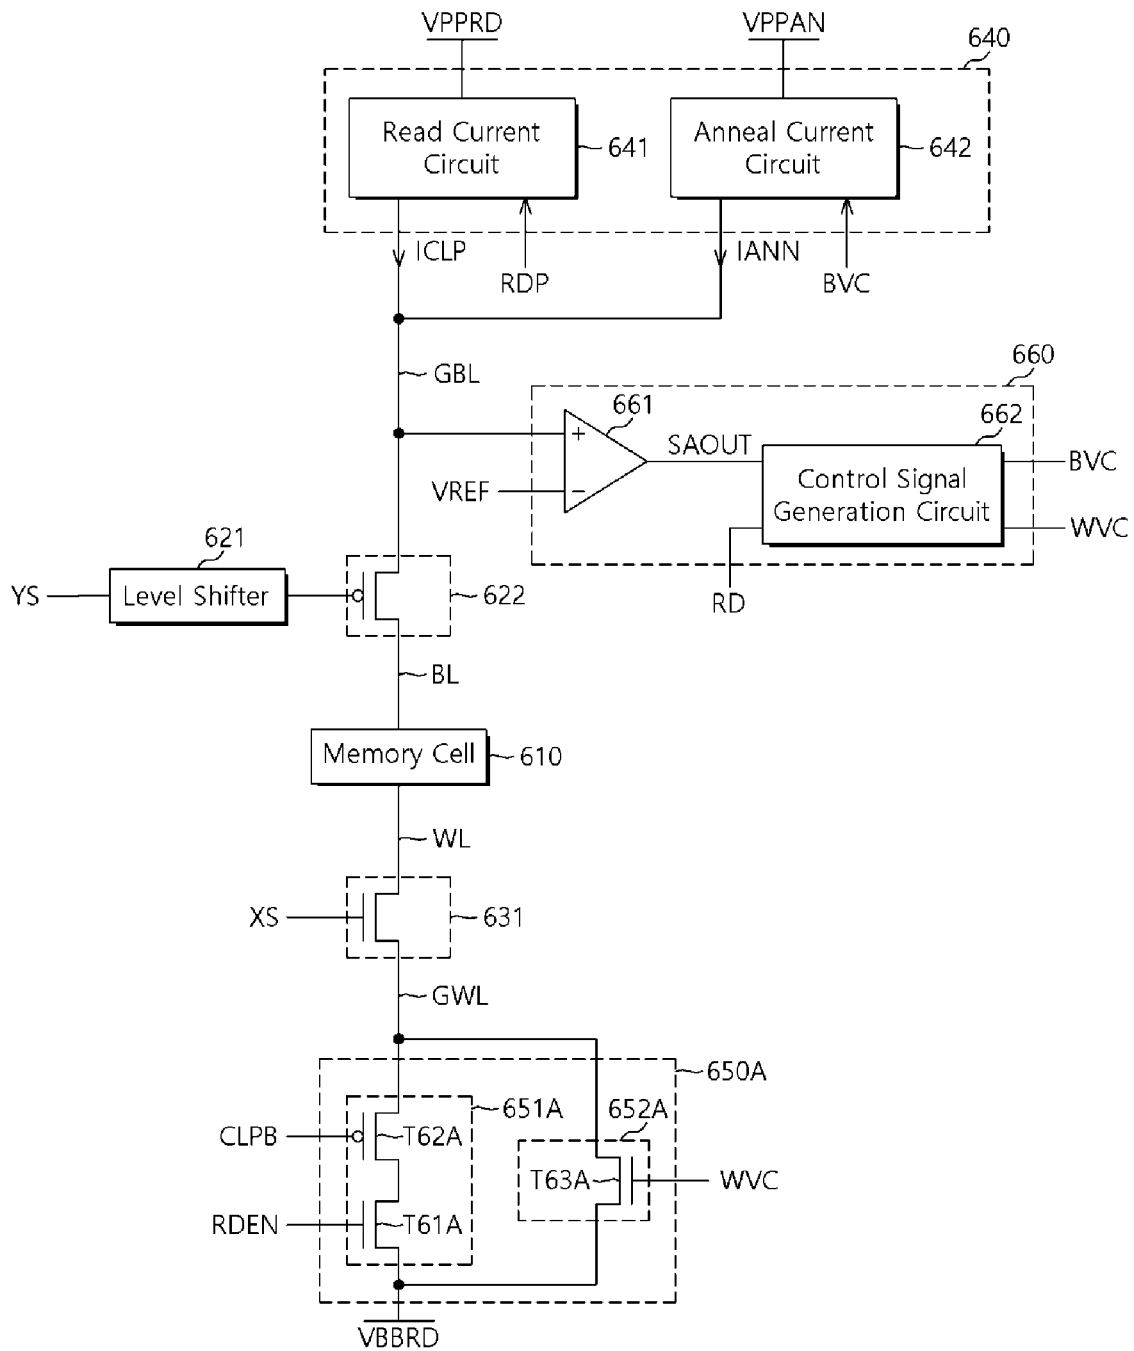 VPPRD
VPPAN
640
Read Current
Circuit
641
Anneal Current
Circuit
642
ICLP
RDP
IANN
BVC
GBL
660
661
+
−
SAOUT
662
VREF
Control Signal
Generation Circuit
BVC
WVC
RD
621
YS
Level Shifter
622
BL
Memory Cell
610
WL
XS
631
GWL
650A
651A
652A
CLPB
T62A
T63A
WVC
RDEN
T61A
VBBRD